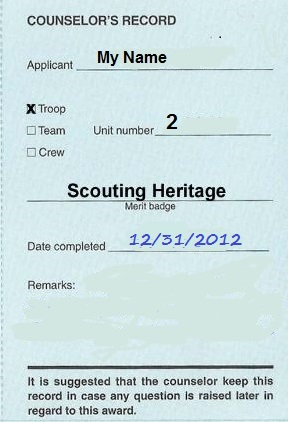 COUNSELOR'S RECORD
Applicant My Name
X Troop
Team Unit number 2
Crew
Scouting Heritage
Merit badge
Date completed 12/31/2012
Remarks:
It is suggested that the counselor keep this
record in case any question is raised later in
regard to this award.